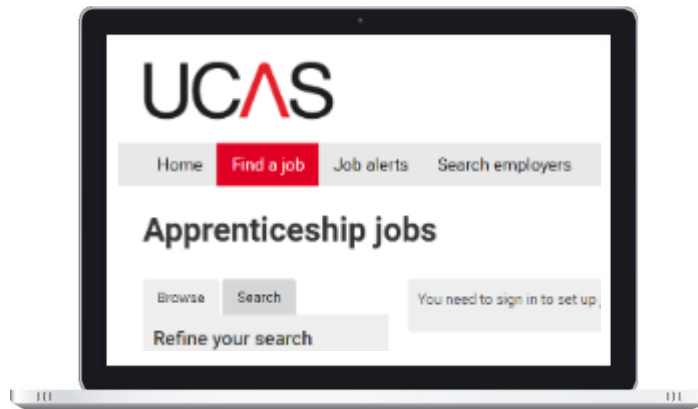 UCAS
Home Find a job Job alerts Search employers
Apprenticeship jobs
Browse Search
You need to sign in to set up
Refine your search